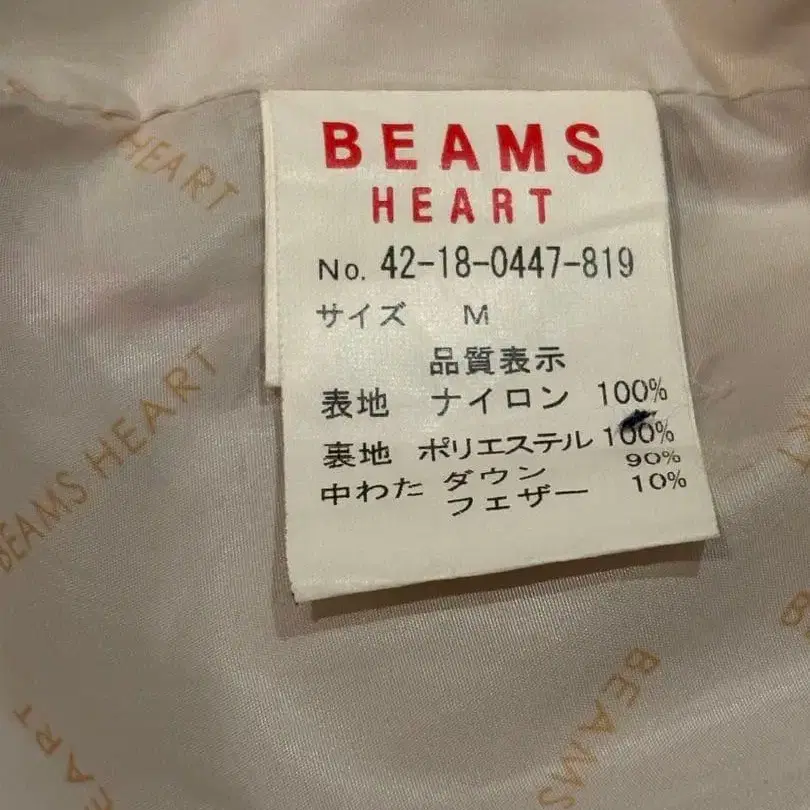 BEAMS
HEART
No. 42-18-0447-819
サイズ M
品質表示
表地 ナイロン 100%
裏地 ポリエステル 100%
中わた ダウン 90%
フェザー 10%
HEART
BEAMS HEART
HEART
BEAMS